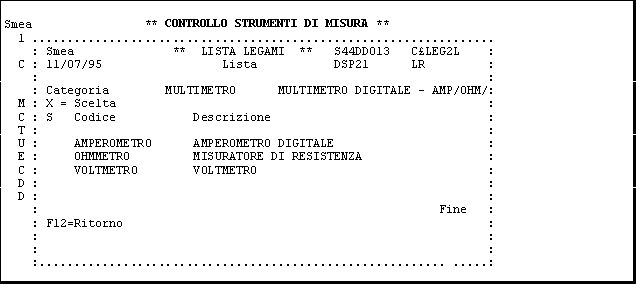 Smea ** CONTROLLO STRUMENTI DI MISURA **
1 ......................................................................
: Smea ** LISTA LEGAMI ** S44DD013 C£LEG2L :
C : 11/07/95 Lista DSP21 LR :
: :
: Categoria MULTIMETRO MULTIMETRO DIGITALE - AMP/OHM/:
M : X = Scelta :
C : S Codice Descrizione :
T : :
U : AMPEROMETRO AMPEROMETRO DIGITALE :
E : OHMMETRO MISURATORE DI RESISTENZA :
C : VOLTMETRO VOLTMETRO :
D : :
D : :
: Fine :
: F12=Ritorno :
: :
: :
:................................................................ .....: